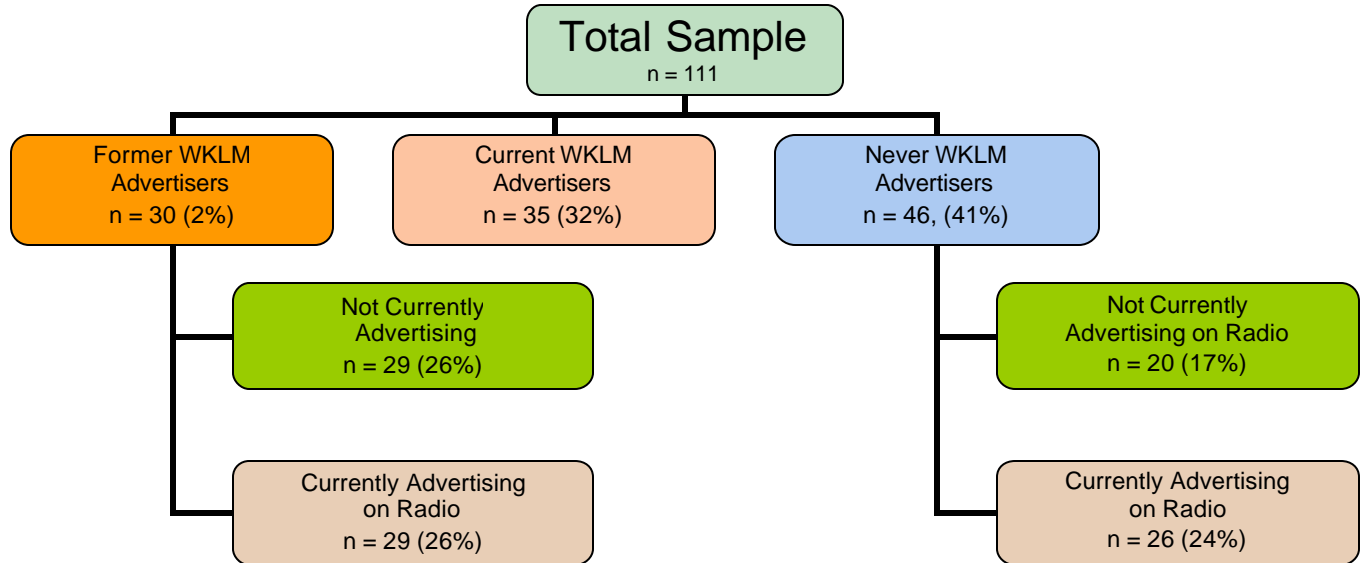 Total Sample
n = 111
Former WKLM
Advertisers
n = 30 (2%)
Current WKLM
Advertisers
n = 35 (32%)
Never WKLM
Advertisers
n = 46, (41%)
Not Currently
Advertising
n = 29 (26%)
Not Currently
Advertising on Radio
n = 20 (17%)
Currently Advertising
on Radio
n = 29 (26%)
Currently Advertising
on Radio
n = 26 (24%)